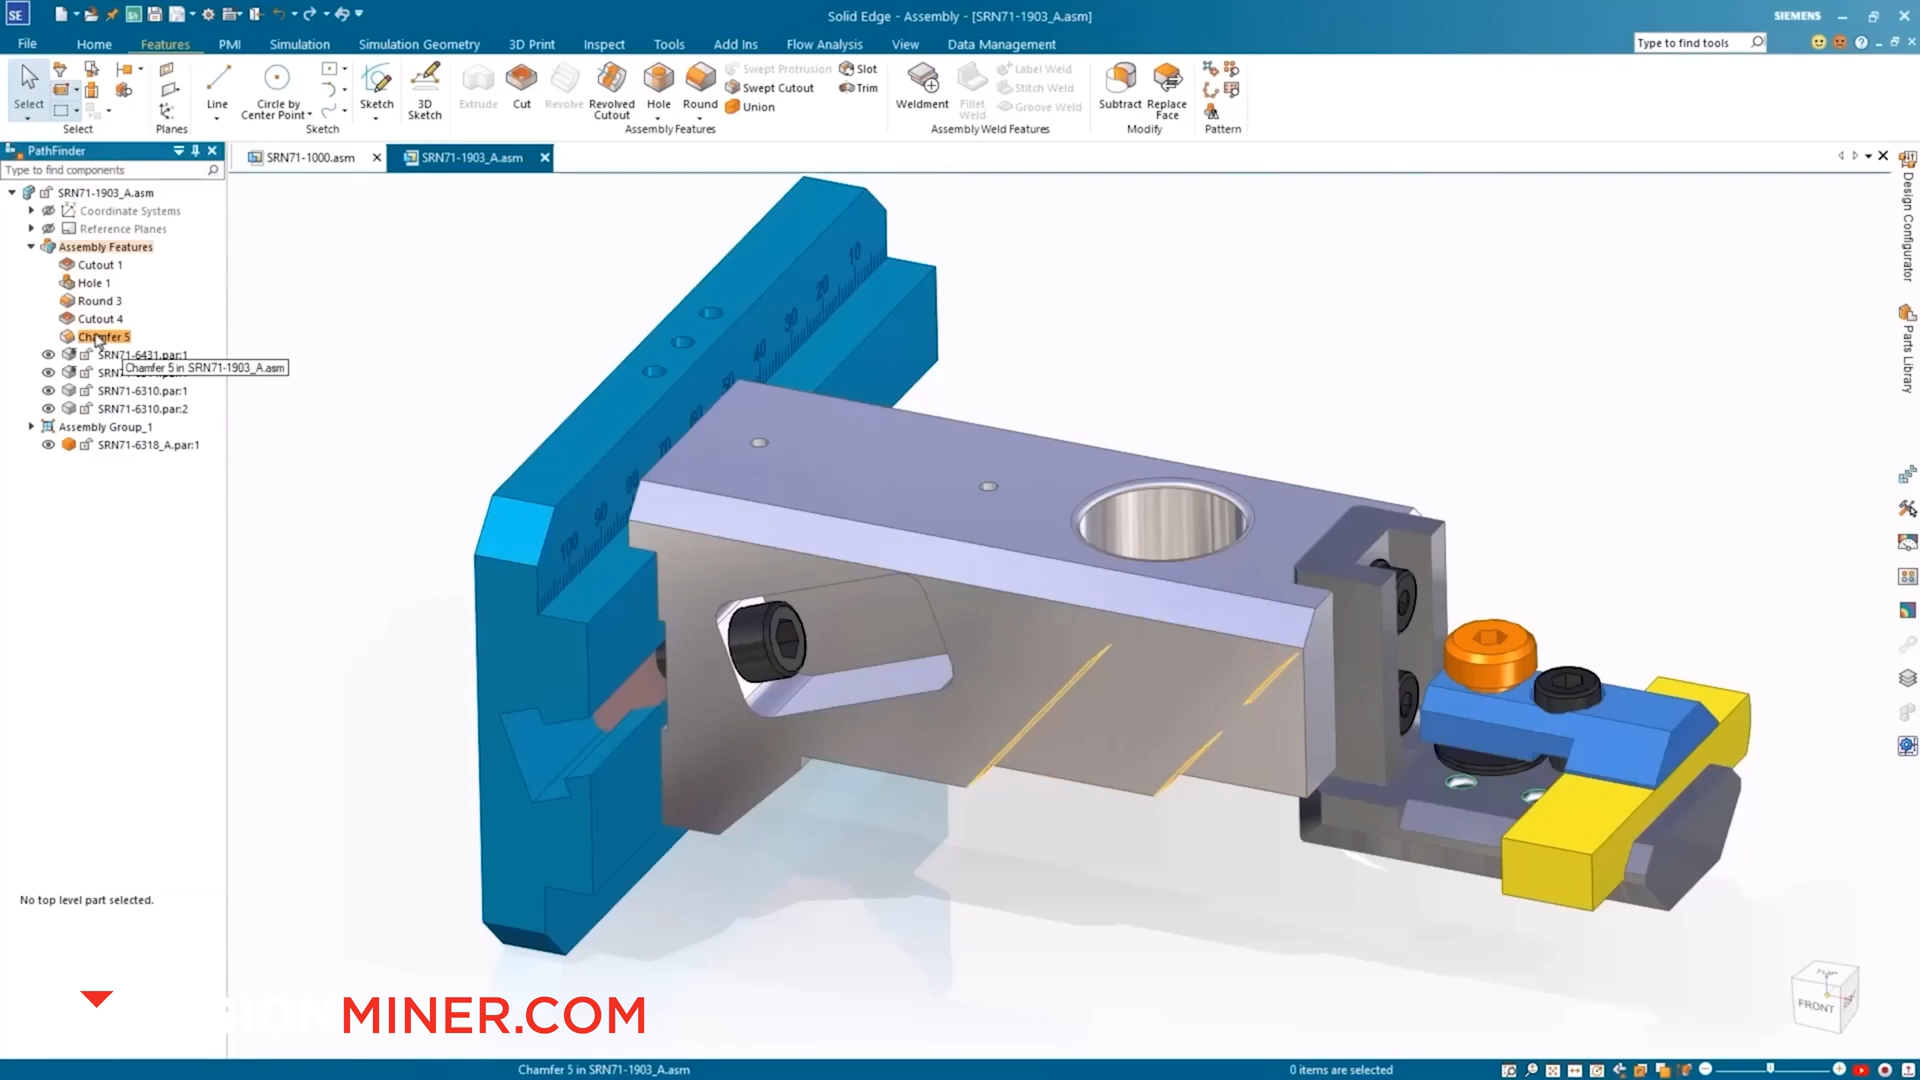 SE
Solid Edge - Assembly - [SRN71-1903_A.asm]
SIEMENS
File Home Features PMI Simulation Simulation Geometry 3D Print Inspect Tools Add Ins Flow Analysis View Data Management
Type to find tools
Select
Select
Planes
Line
Circle by Center Point
Sketch
Sketch
3D Sketch
Extrude
Cut
Revolve
Revolved Cutout
Hole
Round
Swept Protrusion
Swept Cutout
Union
Slot
Trim
Assembly Features
Weldment
Fillet Weld
Label Weld
Stitch Weld
Groove Weld
Assembly Weld Features
Subtract
Replace Face
Modify
Pattern
PathFinder
Type to find components
SRN71-1000.asm
SRN71-1903_A.asm
SRN71-1903_A.asm
Coordinate Systems
Reference Planes
Assembly Features
Cutout 1
Hole 1
Round 3
Cutout 4
Chamfer 5
SRN71-6431.par:1
Chamfer 5 in SRN71-1903_A.asm
SRN71-6310.par:1
SRN71-6310.par:2
Assembly Group_1
SRN71-6318_A.par:1
No top level part selected.
10
20
30
40
50
60
70
80
90
100
Design Configurator
Parts Library
FRONT
IONMINER.COM
Chamfer 5 in SRN71-1903_A.asm
0 items are selected